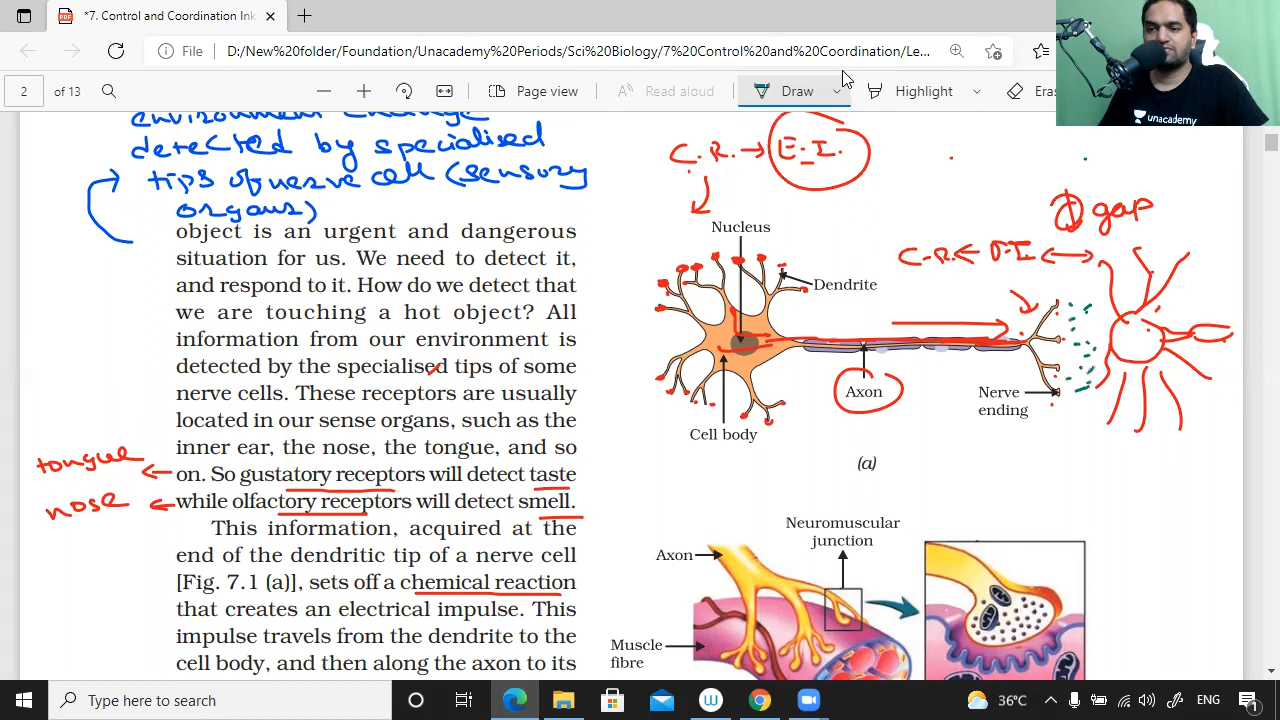 *7. Control and Coordination Ink
File
D:/New%20folder/Foundation/Unacademy%20Periods/Sci%20Biology/7%20Control%20and%20Coordination/Le...
2 of 13
Page view
Read aloud
Draw
Highlight
Eras
unacademy
environment change
detected by specialised
tips of nerve cell (sensory
organs)
object is an urgent and dangerous
situation for us. We need to detect it,
and respond to it. How do we detect that
we are touching a hot object? All
information from our environment is
detected by the specialised tips of some
nerve cells. These receptors are usually
located in our sense organs, such as the
inner ear, the nose, the tongue, and so
on. So gustatory receptors will detect taste
while olfactory receptors will detect smell.
tongue
nose
This information, acquired at the
end of the dendritic tip of a nerve cell
[Fig. 7.1 (a)], sets off a chemical reaction
that creates an electrical impulse. This
impulse travels from the dendrite to the
cell body, and then along the axon to its
C.R. → E.I.
gap
C.R. ←
Nucleus
Dendrite
Axon
Nerve
ending
Cell body
(a)
Neuromuscular
junction
Axon
Muscle
fibre
Type here to search
36°C
ENG
1